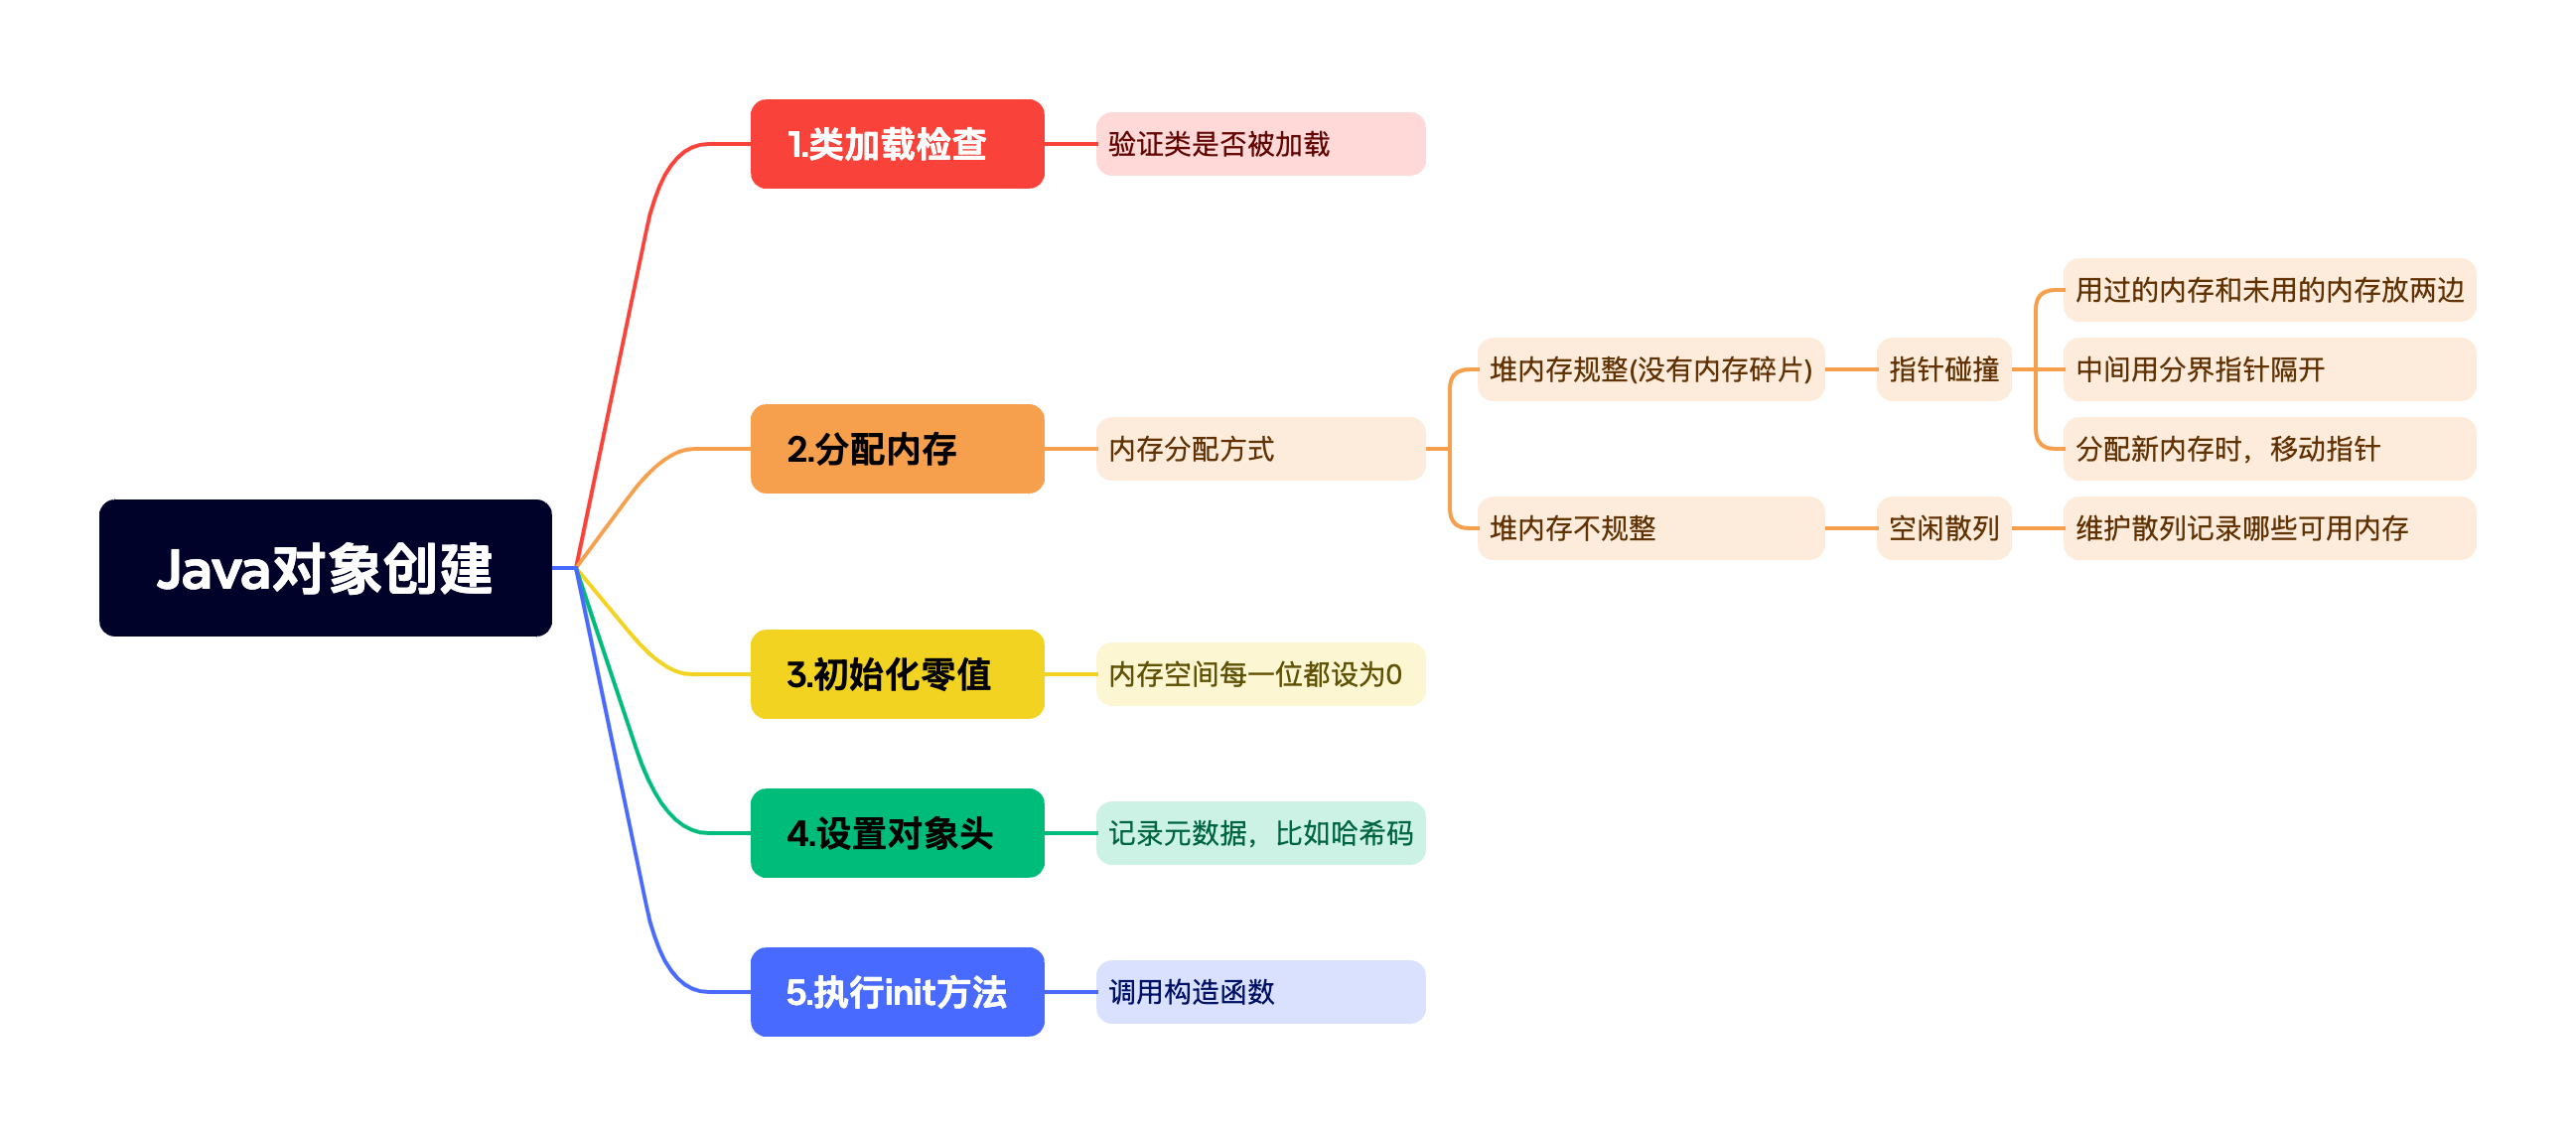 Java对象创建
1.类加载检查
验证类是否被加载
2.分配内存
内存分配方式
堆内存规整(没有内存碎片)
指针碰撞
用过的内存和未用的内存放两边
中间用分界指针隔开
分配新内存时，移动指针
堆内存不规整
空闲散列
维护散列记录哪些可用内存
3.初始化零值
内存空间每一位都设为0
4.设置对象头
记录元数据，比如哈希码
5.执行init方法
调用构造函数